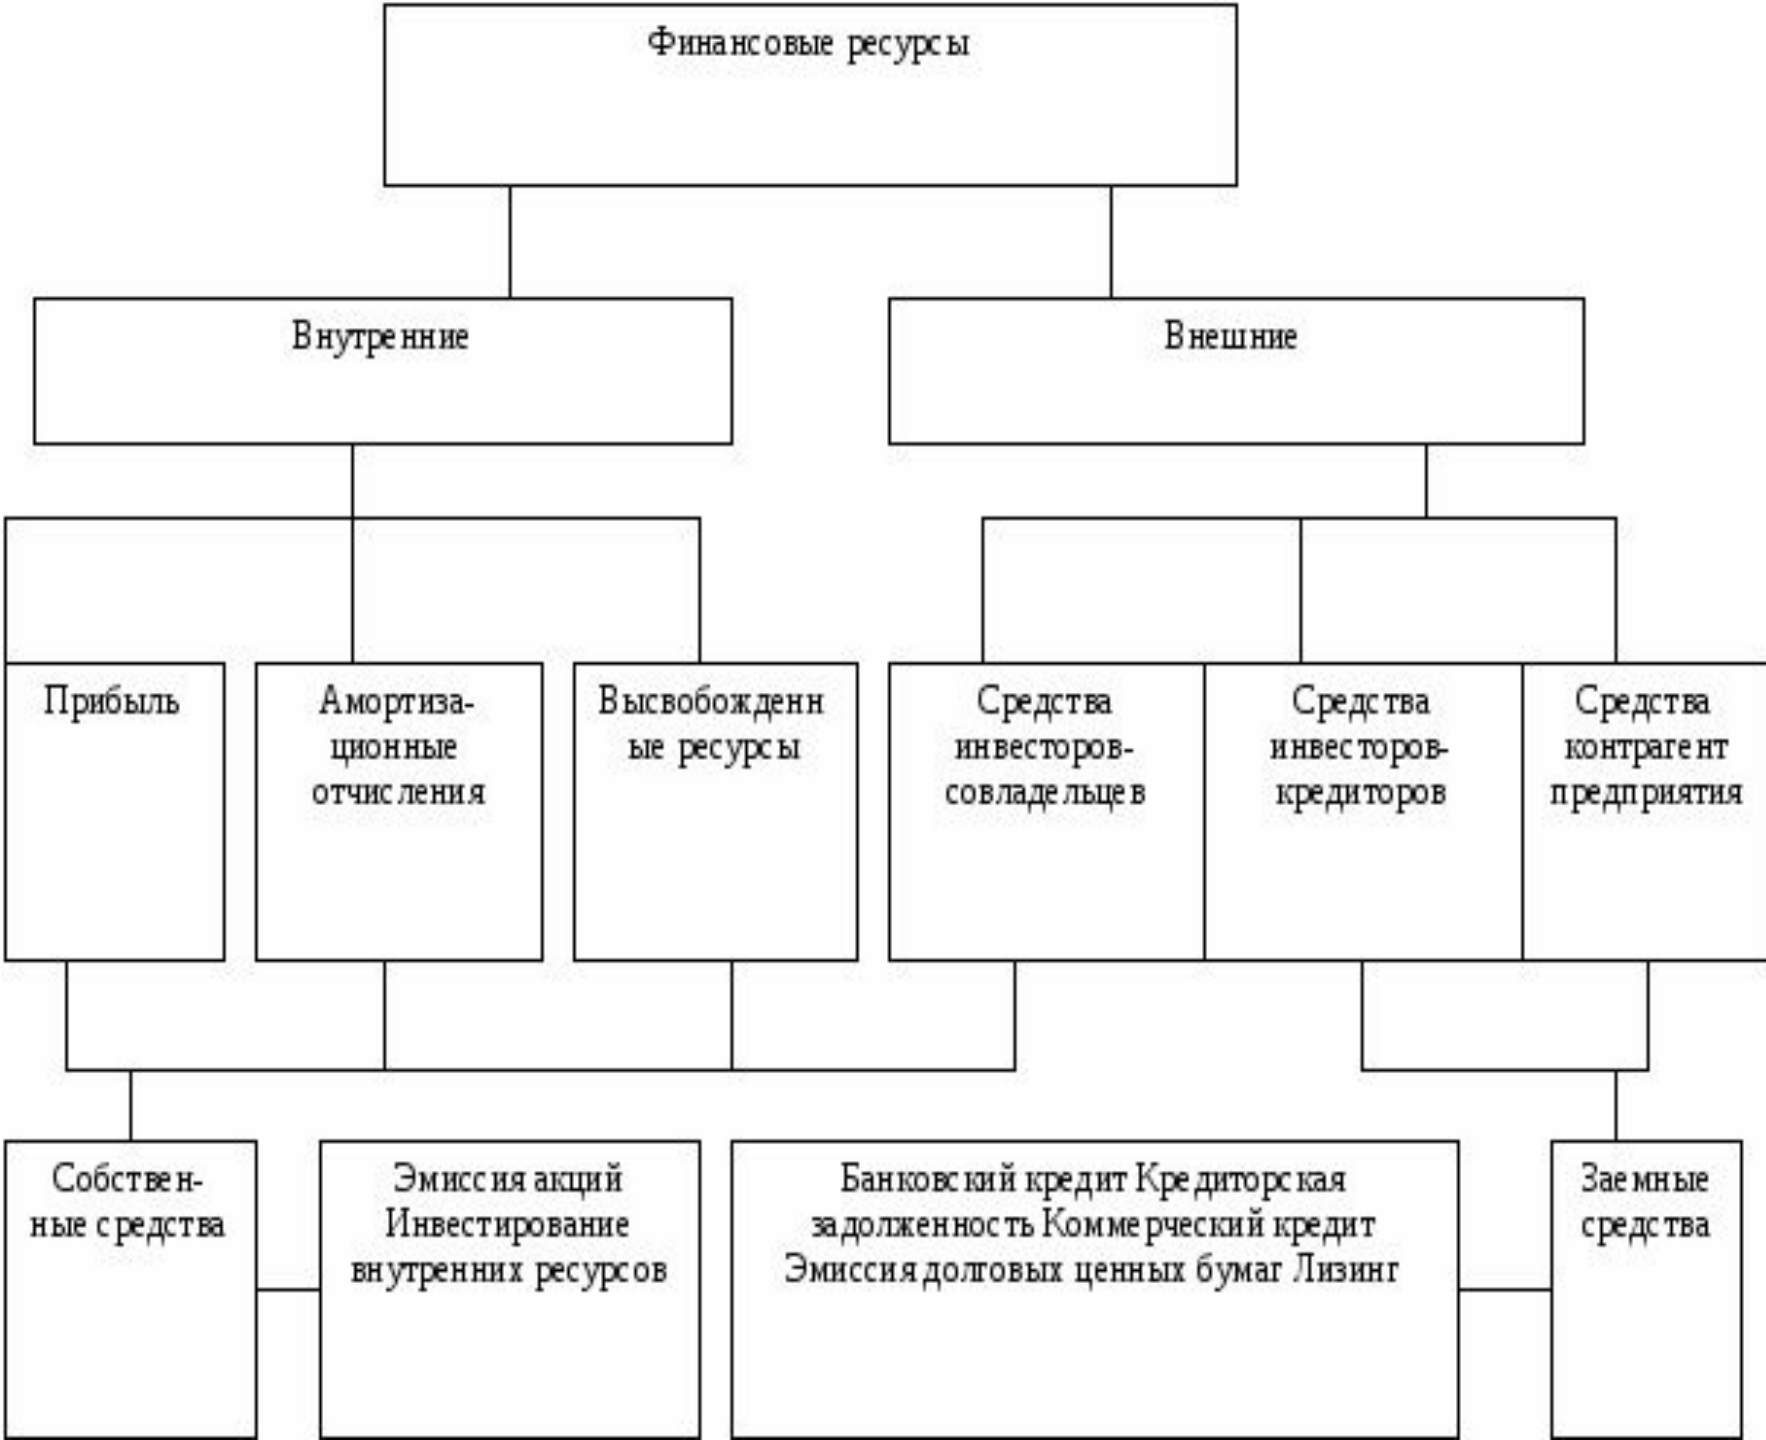 Финансовые ресурсы
Внутренние
Внешние
Прибыль
Амортиза-
ционные
отчисления
Высвобожденн
ые ресурсы
Средства
инвесторов-
совладельцев
Средства
инвесторов-
кредиторов
Средства
контрагент
предприятия
Собствен-
ные средства
Эмиссия акций
Инвестирование
внутренних ресурсов
Банковский кредит Кредиторская
задолженность Коммерческий кредит
Эмиссия долговых ценных бумаг Лизинг
Заемные
средства